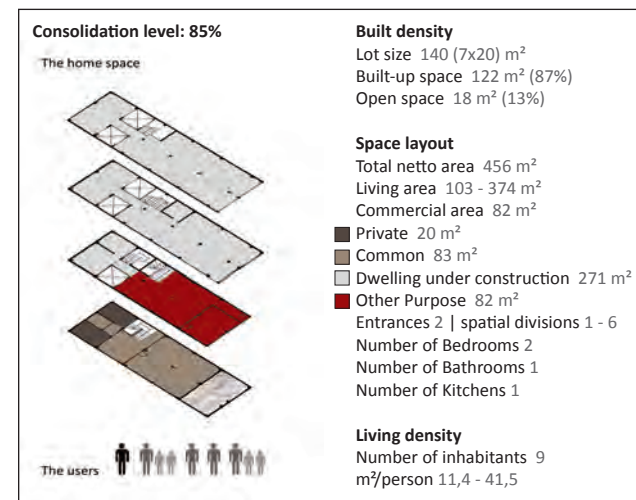 Consolidation level: 85%
The home space
The users
Built density
Lot size 140 (7x20) m²
Built-up space 122 m² (87%)
Open space 18 m² (13%)
Space layout
Total netto area 456 m²
Living area 103 - 374 m²
Commercial area 82 m²
Private 20 m²
Common 83 m²
Dwelling under construction 271 m²
Other Purpose 82 m²
Entrances 2 | spatial divisions 1 - 6
Number of Bedrooms 2
Number of Bathrooms 1
Number of Kitchens 1
Living density
Number of inhabitants 9
m²/person 11,4 - 41,5